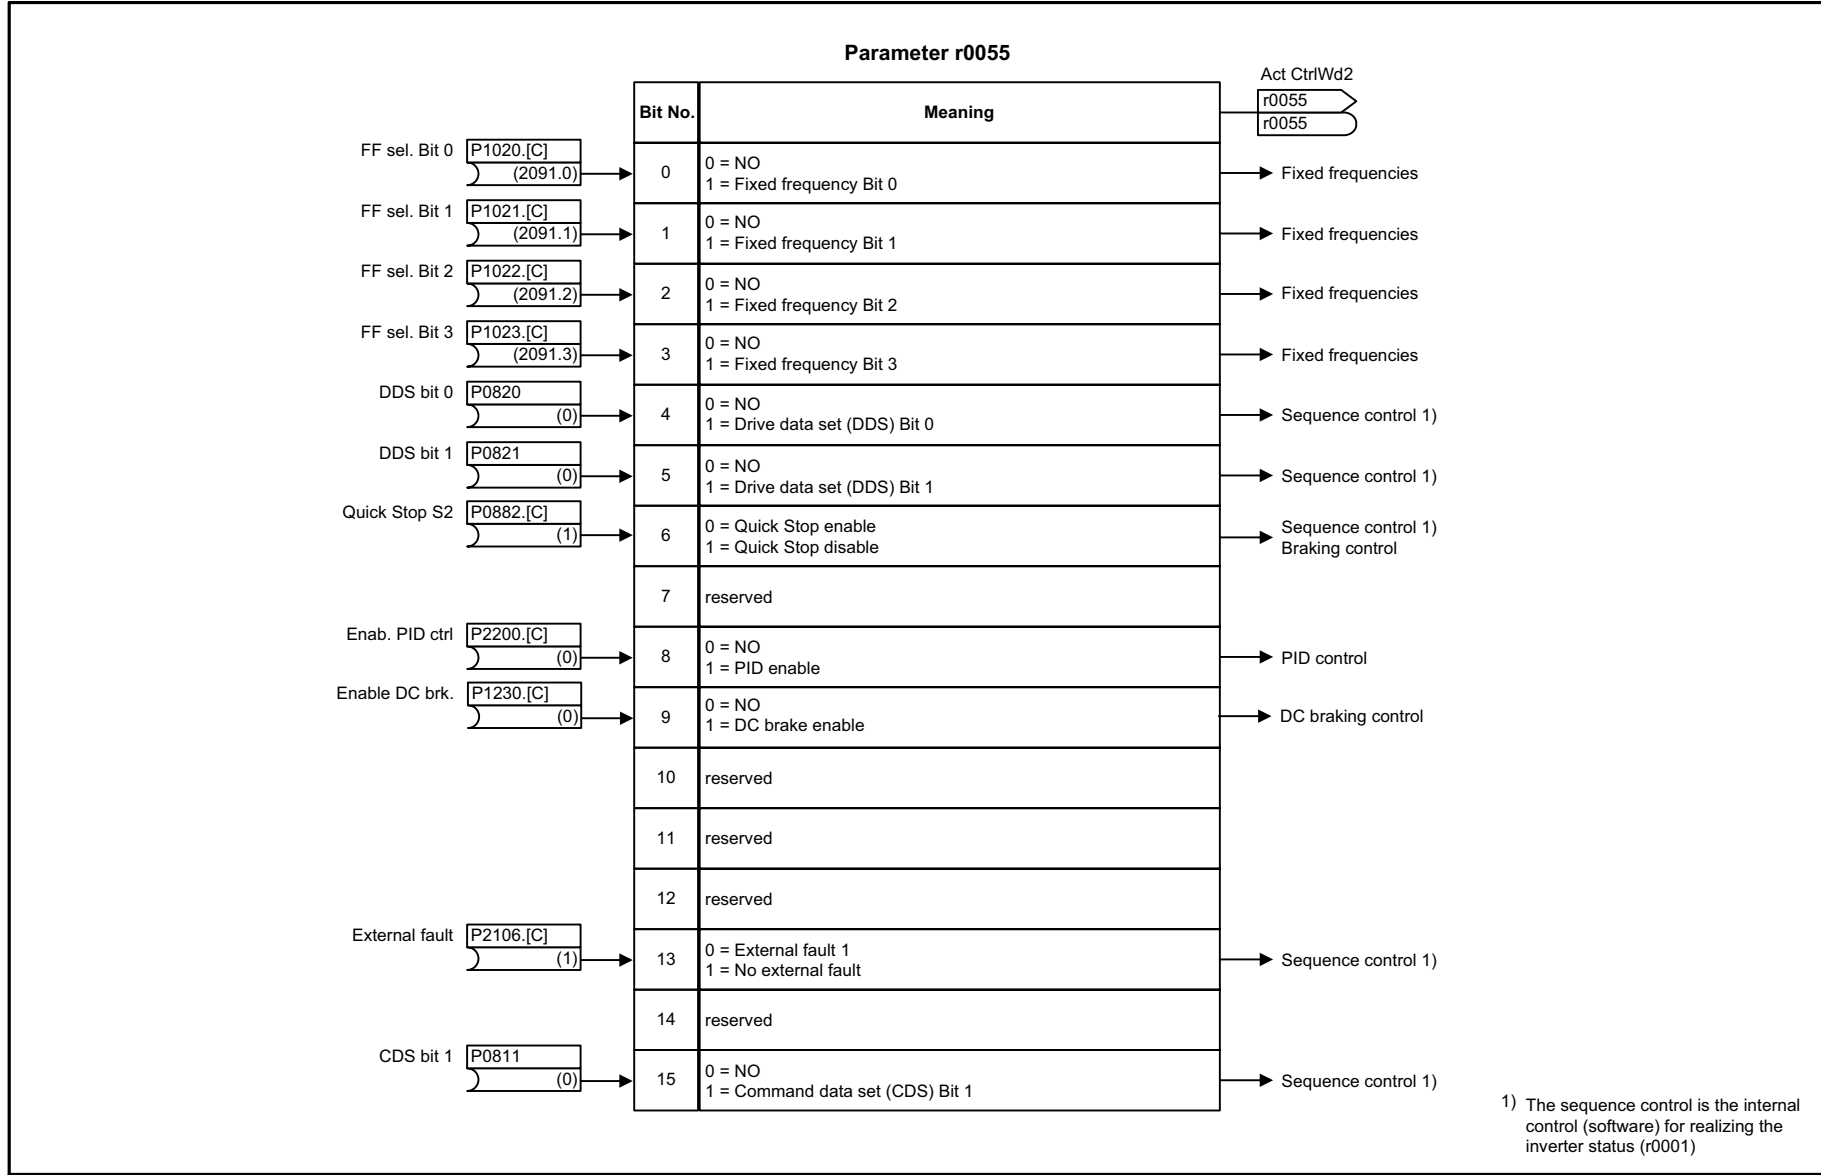 Parameter r0055
Act CtrlWd2
r0055
r0055
Bit No. Meaning
FF sel. Bit 0 P1020.[C]
(2091.0)
0
0 = NO
1 = Fixed frequency Bit 0
Fixed frequencies
FF sel. Bit 1 P1021.[C]
(2091.1)
1
0 = NO
1 = Fixed frequency Bit 1
Fixed frequencies
FF sel. Bit 2 P1022.[C]
(2091.2)
2
0 = NO
1 = Fixed frequency Bit 2
Fixed frequencies
FF sel. Bit 3 P1023.[C]
(2091.3)
3
0 = NO
1 = Fixed frequency Bit 3
Fixed frequencies
DDS bit 0 P0820
(0)
4
0 = NO
1 = Drive data set (DDS) Bit 0
Sequence control 1)
DDS bit 1 P0821
(0)
5
0 = NO
1 = Drive data set (DDS) Bit 1
Sequence control 1)
Quick Stop S2 P0882.[C]
(1)
6
0 = Quick Stop enable
1 = Quick Stop disable
Sequence control 1)
Braking control
7
reserved
Enab. PID ctrl P2200.[C]
(0)
8
0 = NO
1 = PID enable
PID control
Enable DC brk. P1230.[C]
(0)
9
0 = NO
1 = DC brake enable
DC braking control
10
reserved
11
reserved
12
reserved
External fault P2106.[C]
(1)
13
0 = External fault 1
1 = No external fault
Sequence control 1)
14
reserved
CDS bit 1 P0811
(0)
15
0 = NO
1 = Command data set (CDS) Bit 1
Sequence control 1)
1) The sequence control is the internal
control (software) for realizing the
inverter status (r0001)